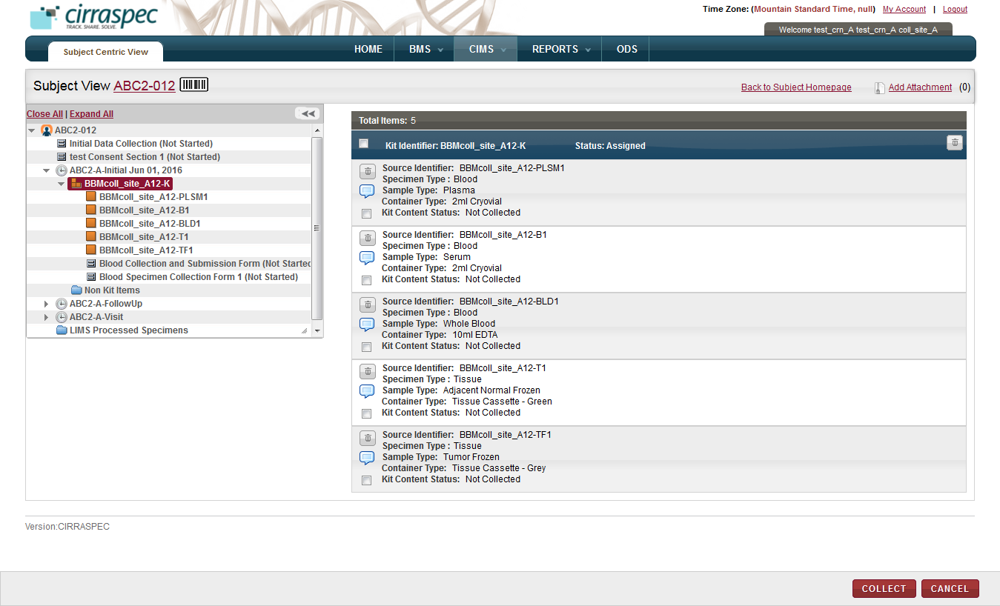 cirraspec
TRACK. SHARE. SOLVE.
Time Zone: (Mountain Standard Time, null) My Account | Logout
Welcome test_crn_A test_crn_A coll_site_A
Subject Centric View
HOME BMS CIMS REPORTS ODS
Subject View ABC2-012
Back to Subject Homepage Add Attachment (0)
Close All | Expand All
ABC2-012
Initial Data Collection (Not Started)
test Consent Section 1 (Not Started)
ABC2-A-Initial Jun 01, 2016
BBMcoll_site_A12-K
BBMcoll_site_A12-PLSM1
BBMcoll_site_A12-B1
BBMcoll_site_A12-BLD1
BBMcoll_site_A12-T1
BBMcoll_site_A12-TF1
Blood Collection and Submission Form (Not Started
Blood Specimen Collection Form 1 (Not Started)
Non Kit Items
ABC2-A-FollowUp
ABC2-A-Visit
LIMS Processed Specimens
Total Items: 5
Kit Identifier: BBMcoll_site_A12-K Status: Assigned
Source Identifier: BBMcoll_site_A12-PLSM1
Specimen Type : Blood
Sample Type: Plasma
Container Type: 2ml Cryovial
Kit Content Status: Not Collected
Source Identifier: BBMcoll_site_A12-B1
Specimen Type : Blood
Sample Type: Serum
Container Type: 2ml Cryovial
Kit Content Status: Not Collected
Source Identifier: BBMcoll_site_A12-BLD1
Specimen Type : Blood
Sample Type: Whole Blood
Container Type: 10ml EDTA
Kit Content Status: Not Collected
Source Identifier: BBMcoll_site_A12-T1
Specimen Type : Tissue
Sample Type: Adjacent Normal Frozen
Container Type: Tissue Cassette - Green
Kit Content Status: Not Collected
Source Identifier: BBMcoll_site_A12-TF1
Specimen Type : Tissue
Sample Type: Tumor Frozen
Container Type: Tissue Cassette - Grey
Kit Content Status: Not Collected
Version:CIRRASPEC
COLLECT CANCEL